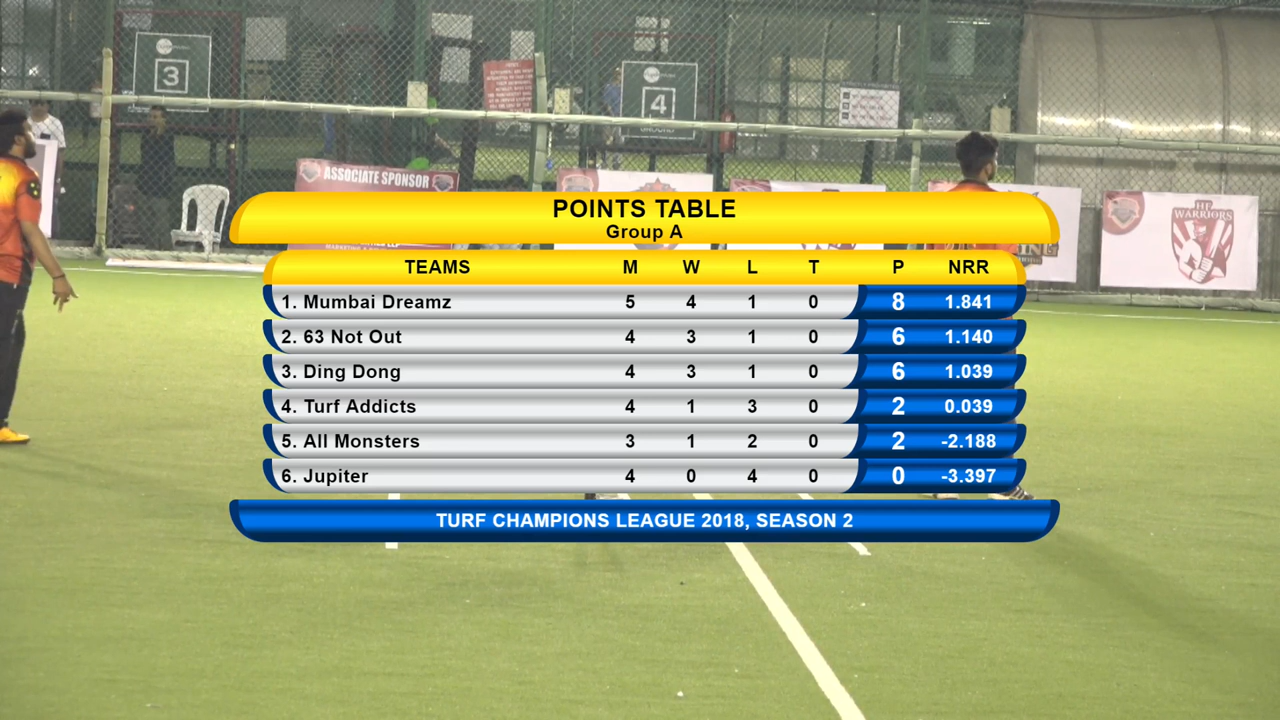 3
4
GROUND
ASSOCIATE SPONSOR
HT
WARRIORS
POINTS TABLE
Group A
TEAMS M W L T P NRR
1. Mumbai Dreamz 5 4 1 0 8 1.841
2. 63 Not Out 4 3 1 0 6 1.140
3. Ding Dong 4 3 1 0 6 1.039
4. Turf Addicts 4 1 3 0 2 0.039
5. All Monsters 3 1 2 0 2 -2.188
6. Jupiter 4 0 4 0 0 -3.397
TURF CHAMPIONS LEAGUE 2018, SEASON 2